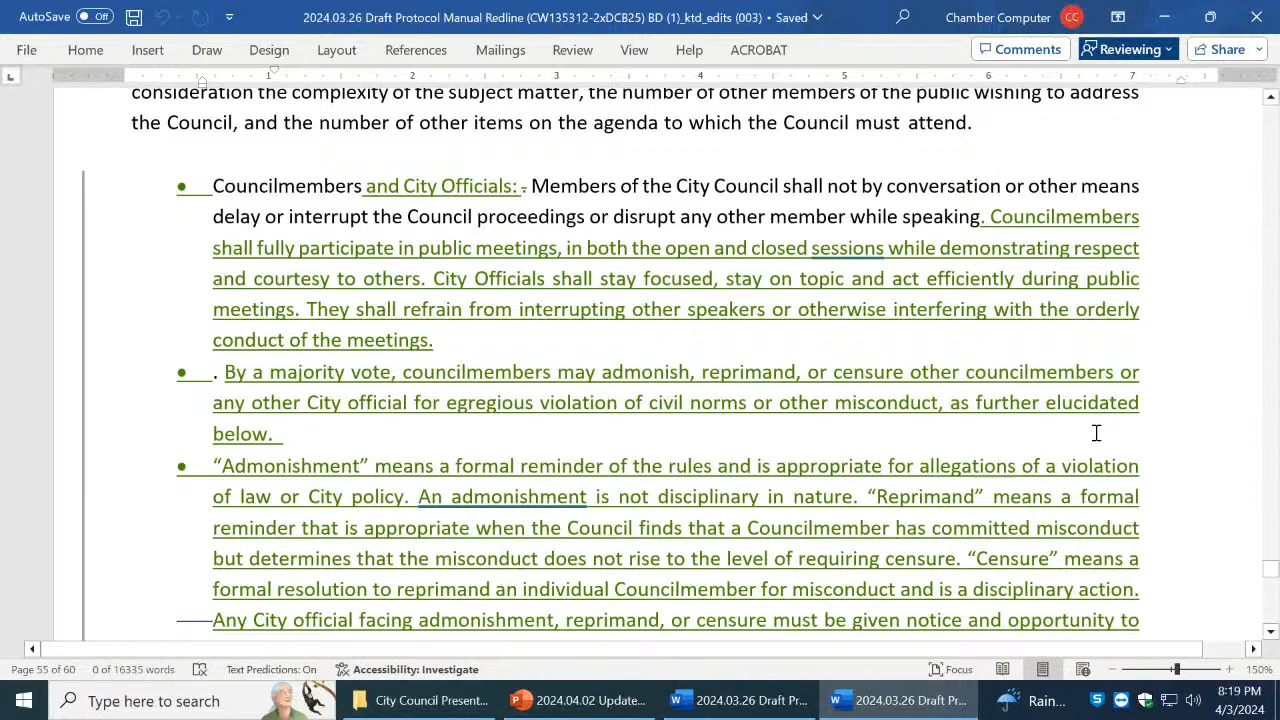 AutoSave Off 2024.03.26 Draft Protocol Manual Redline (CW135312-2xDCB25) BD (1)_ktd_edits (003) • Saved Chamber Computer CC
File Home Insert Draw Design Layout References Mailings Review View Help ACROBAT Comments Reviewing Share
1 2 3 4 5 6 7
consideration the complexity of the subject matter, the number of other members of the public wishing to address
the Council, and the number of other items on the agenda to which the Council must attend.
• Councilmembers and City Officials: - Members of the City Council shall not by conversation or other means
delay or interrupt the Council proceedings or disrupt any other member while speaking. Councilmembers
shall fully participate in public meetings, in both the open and closed sessions while demonstrating respect
and courtesy to others. City Officials shall stay focused, stay on topic and act efficiently during public
meetings. They shall refrain from interrupting other speakers or otherwise interfering with the orderly
conduct of the meetings.
• . By a majority vote, councilmembers may admonish, reprimand, or censure other councilmembers or
any other City official for egregious violation of civil norms or other misconduct, as further elucidated
below.
• “Admonishment” means a formal reminder of the rules and is appropriate for allegations of a violation
of law or City policy. An admonishment is not disciplinary in nature. “Reprimand” means a formal
reminder that is appropriate when the Council finds that a Councilmember has committed misconduct
but determines that the misconduct does not rise to the level of requiring censure. “Censure” means a
formal resolution to reprimand an individual Councilmember for misconduct and is a disciplinary action.
Any City official facing admonishment, reprimand, or censure must be given notice and opportunity to
Page 55 of 60 0 of 16335 words Text Predictions: On Accessibility: Investigate Focus 150%
Type here to search City Council Present... 2024.04.02 Update... 2024.03.26 Draft Pr... 2024.03.26 Draft Pr... Rain... 8:19 PM
4/3/2024